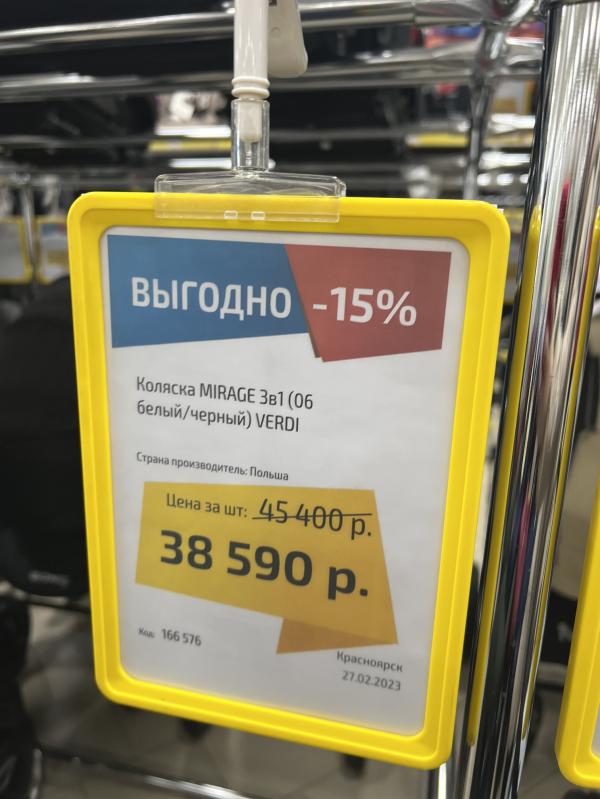 ВЫГОДНО -15%
Коляска MIRAGE 3в1 (06
белый/черный) VERDI
Страна производитель: Польша
Цена за шт: 45 400 р.
38 590 р.
Код: 166 576
Красноярск
27.02.2023